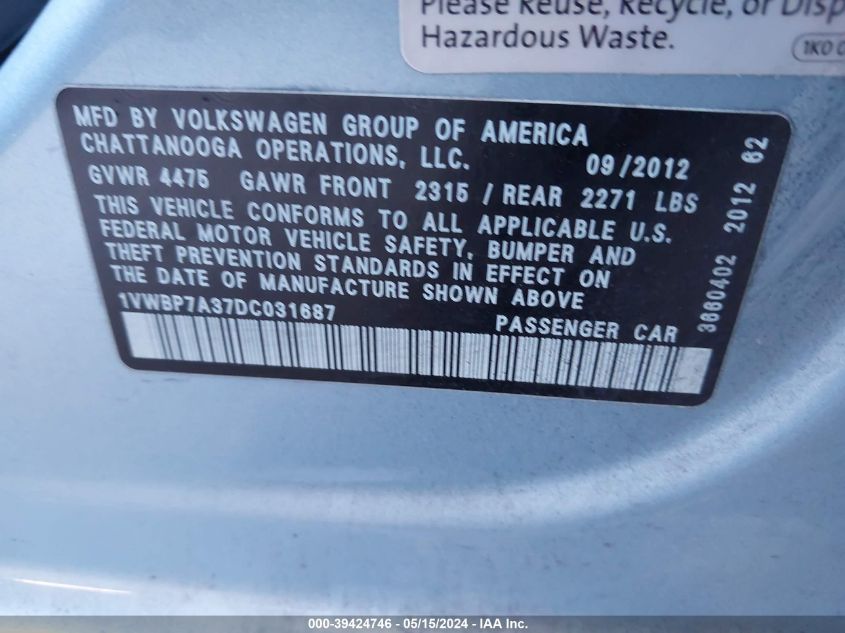 Please Reuse, Recycle, or Disp
Hazardous Waste.
1K0 0
MFD BY VOLKSWAGEN GROUP OF AMERICA
CHATTANOOGA OPERATIONS, LLC. 09/2012
GVWR 4475 GAWR FRONT 2315 / REAR 2271 LBS
THIS VEHICLE CONFORMS TO ALL APPLICABLE U.S.
FEDERAL MOTOR VEHICLE SAFETY, BUMPER AND
THEFT PREVENTION STANDARDS IN EFFECT ON
THE DATE OF MANUFACTURE SHOWN ABOVE
1VWBP7A37DC031687 PASSENGER CAR
3660402 2012 62
000-39424746 - 05/15/2024 - IAA Inc.